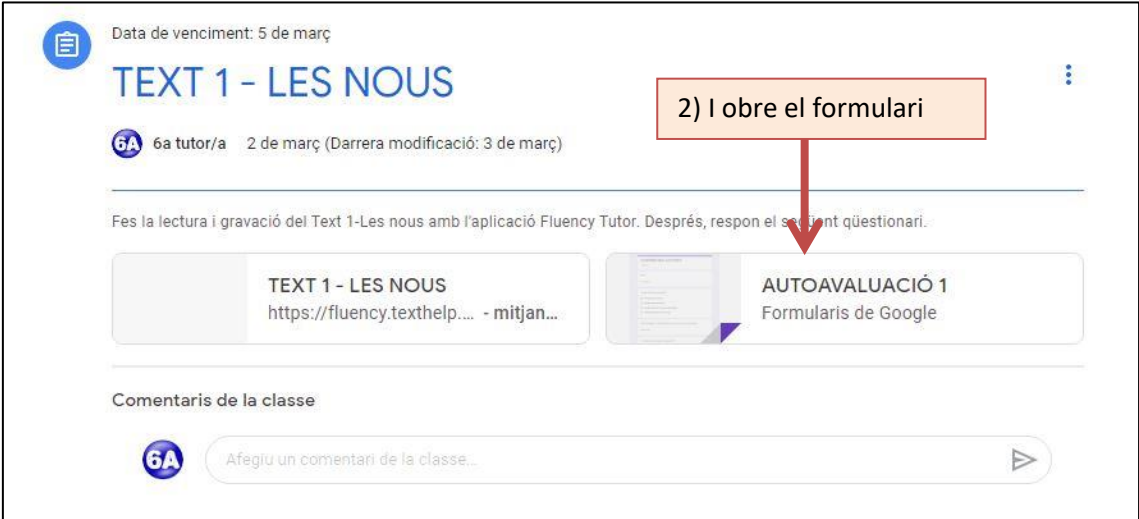 Data de venciment: 5 de març
TEXT 1 - LES NOUS
2) I obre el formulari
6A 6a tutor/a 2 de març (Darrera modificació: 3 de març)
Fes la lectura i gravació del Text 1-Les nous amb l'aplicació Fluency Tutor. Després, respon el següent qüestionari.
TEXT 1 - LES NOUS
https://fluency.texthelp.... - mitjan...
AUTOAVALUACIÓ 1
Formularis de Google
Comentaris de la classe
6A Afegiu un comentari de la classe...